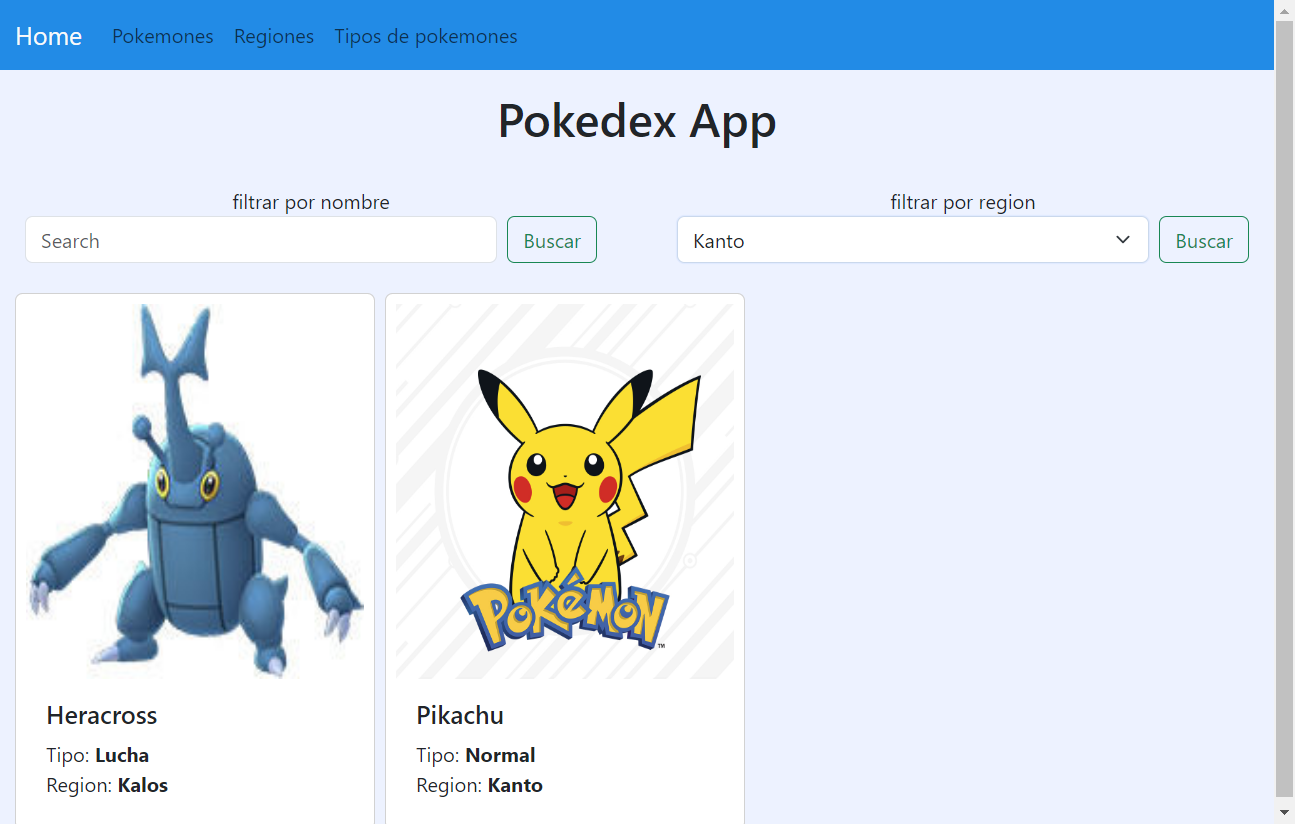 Home Pokemones Regiones Tipos de pokemones
Pokedex App
filtrar por nombre
Search Buscar
filtrar por region
Kanto Buscar
POKéMON
™
Heracross
Tipo: Lucha
Region: Kalos
Pikachu
Tipo: Normal
Region: Kanto